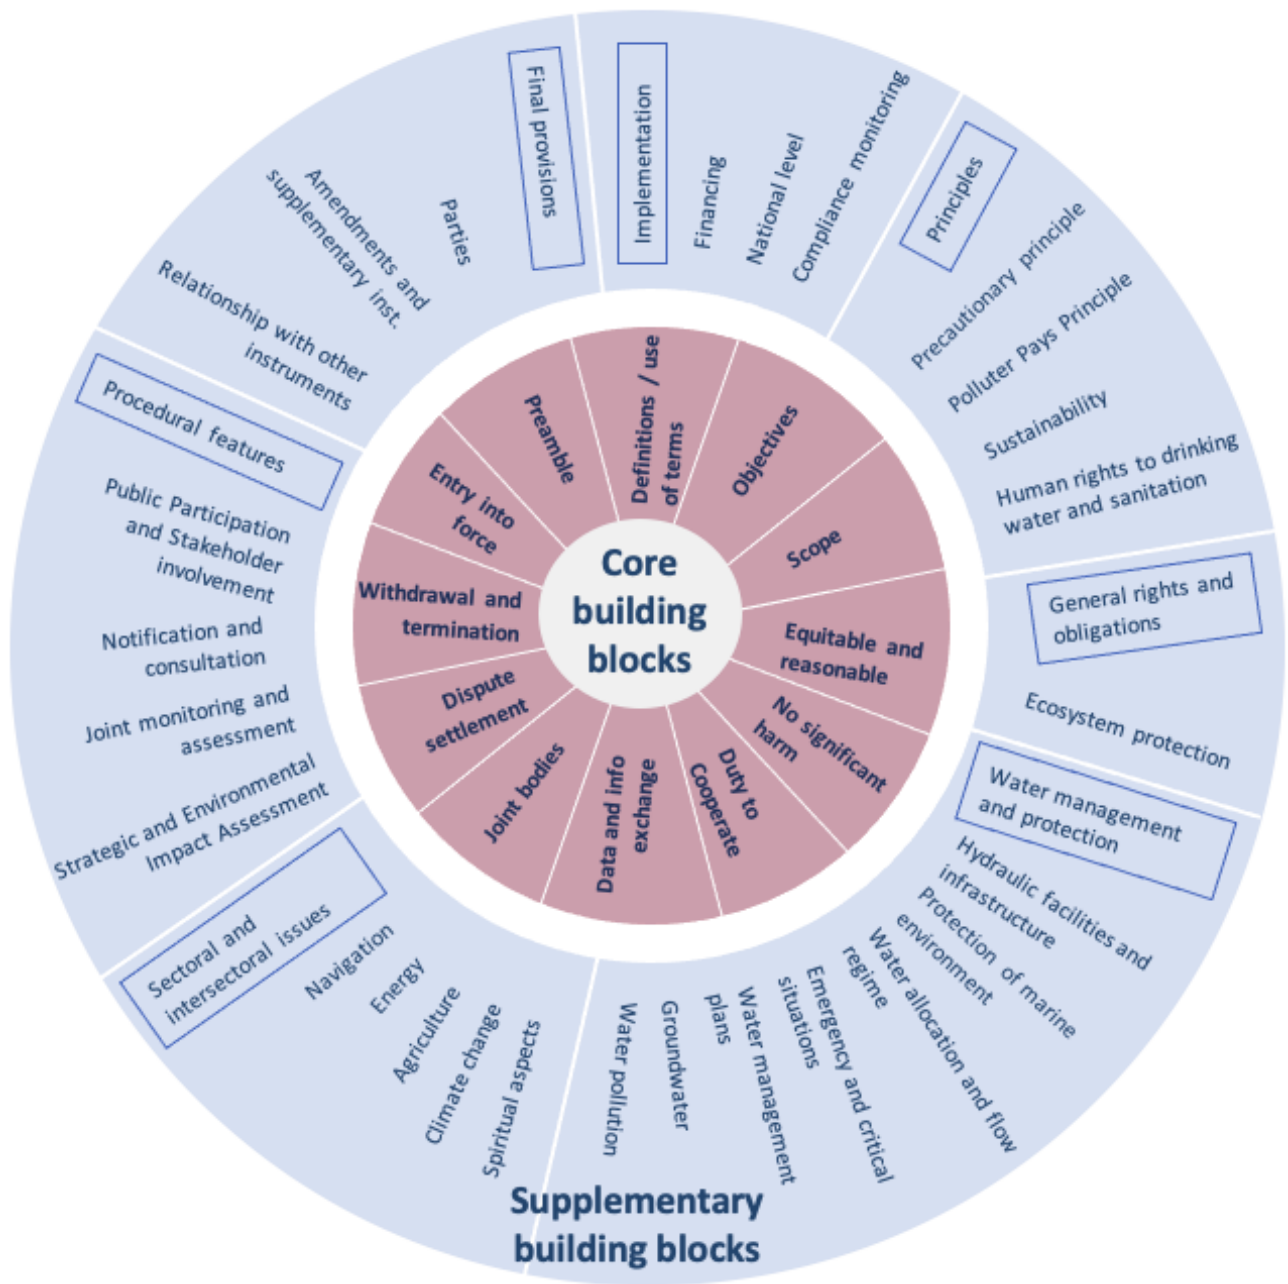 Core
building
blocks
Definitions / use
of terms
Objectives
Scope
Equitable and
reasonable
No significant
harm
Duty to
Cooperate
Data and info
exchange
Joint bodies
Dispute
settlement
Withdrawal and
termination
Entry into
force
Preamble
Implementation
Financing
National level
Compliance monitoring
Principles
Precautionary principle
Polluter Pays Principle
Sustainability
Human rights to drinking
water and sanitation
General rights and
obligations
Ecosystem protection
Water management
and protection
Hydraulic facilities and
infrastructure
Protection of marine
environment
Water allocation and flow
regime
Emergency and critical
situations
Water management
plans
Groundwater
Water pollution
Sectoral and
intersectoral issues
Navigation
Energy
Agriculture
Climate change
Spiritual aspects
Procedural features
Public Participation
and Stakeholder
involvement
Notification and
consultation
Joint monitoring and
assessment
Strategic and Environmental
Impact Assessment
Final provisions
Parties
Amendments and
supplementary inst.
Relationship with other
instruments
Supplementary
building blocks